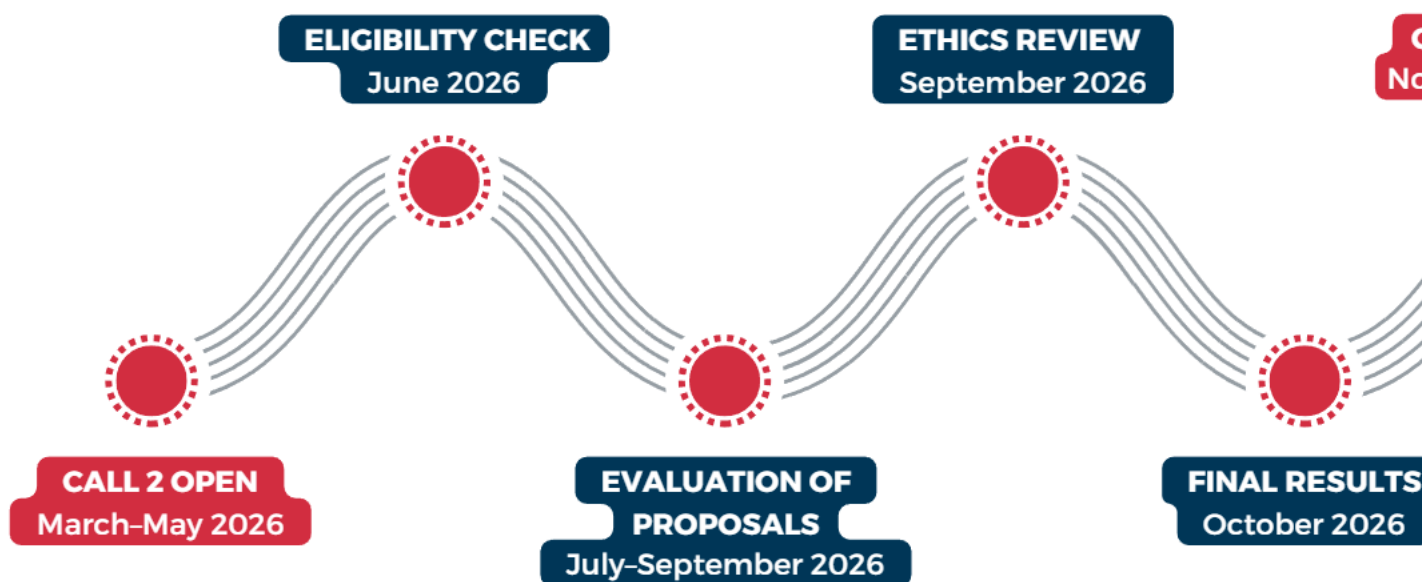 CALL 2 OPEN
March–May 2026
ELIGIBILITY CHECK
June 2026
EVALUATION OF
PROPOSALS
July–September 2026
ETHICS REVIEW
September 2026
FINAL RESULTS
October 2026